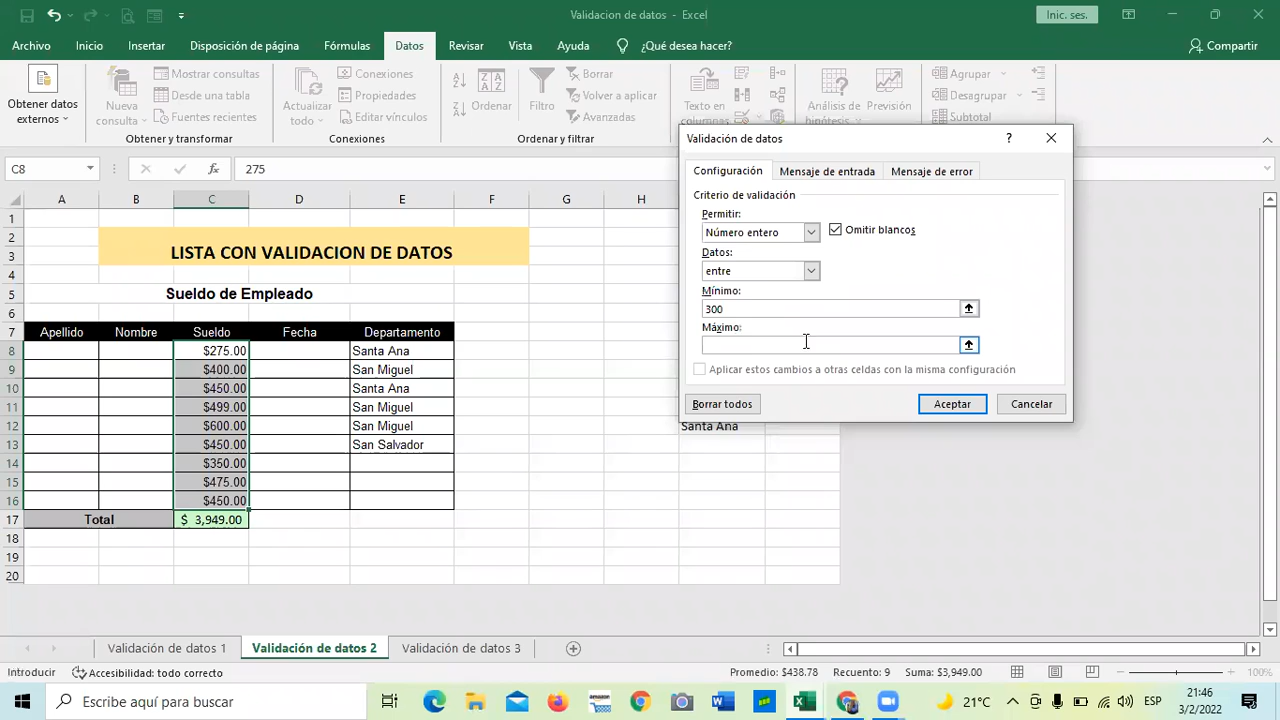 Validacion de datos - Excel
Inic. ses.
Archivo Inicio Insertar Disposición de página Fórmulas Datos Revisar Vista Ayuda ¿Qué desea hacer? Compartir
Obtener datos externos
Nueva consulta
Mostrar consultas
Desde una tabla
Fuentes recientes
Obtener y transformar
Actualizar todo
Conexiones
Propiedades
Editar vínculos
Conexiones
Ordenar
Filtro
Borrar
Volver a aplicar
Avanzadas
Ordenar y filtrar
Texto en
Análisis de hipótesis
Previsión
Agrupar
Desagrupar
Subtotal
C8
fx
275
A B C D E F G H
1
2
3 LISTA CON VALIDACION DE DATOS
4
5 Sueldo de Empleado
6
7 Apellido Nombre Sueldo Fecha Departamento
8 $275.00 Santa Ana
9 $400.00 San Miguel
10 $450.00 Santa Ana
11 $499.00 San Miguel
12 $600.00 San Miguel Santa Ana
13 $450.00 San Salvador
14 $350.00
15 $475.00
16 $450.00
17 Total $ 3,949.00
18
19
20
Validación de datos
?
Configuración Mensaje de entrada Mensaje de error
Criterio de validación
Permitir:
Número entero Omitir blancos
Datos:
entre
Mínimo:
300
Máximo:
Aplicar estos cambios a otras celdas con la misma configuración
Borrar todos Aceptar Cancelar
Validación de datos 1 Validación de datos 2 Validación de datos 3
Introducir Accesibilidad: todo correcto Promedio: $438.78 Recuento: 9 Suma: $3,949.00 100%
Escribe aquí para buscar
21°C
ESP
21:46
3/2/2022